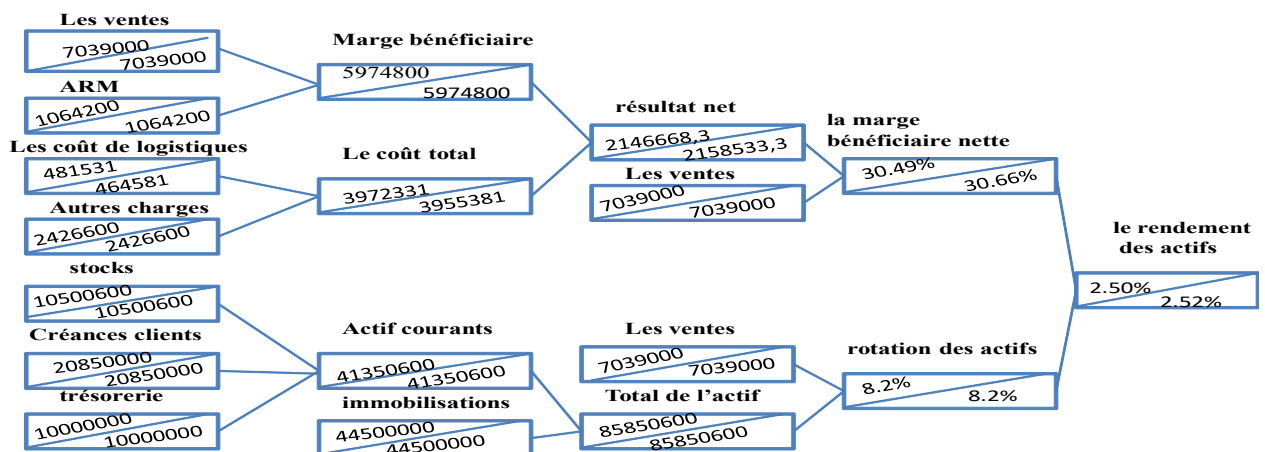 Les ventes
7039000
7039000
ARM
1064200
1064200
Les coût de logistiques
481531
464581
Autres charges
2426600
2426600
stocks
10500600
10500600
Créances clients
20850000
20850000
trésorerie
10000000
10000000
Marge bénéficiaire
5974800
5974800
Le coût total
3972331
3955381
Actif courants
41350600
41350600
immobilisations
44500000
44500000
résultat net
2146668,3
2158533,3
Les ventes
7039000
7039000
Les ventes
7039000
7039000
Total de l’actif
85850600
85850600
la marge
bénéficiaire nette
30.49%
30.66%
rotation des actifs
8.2%
8.2%
le rendement
des actifs
2.50%
2.52%